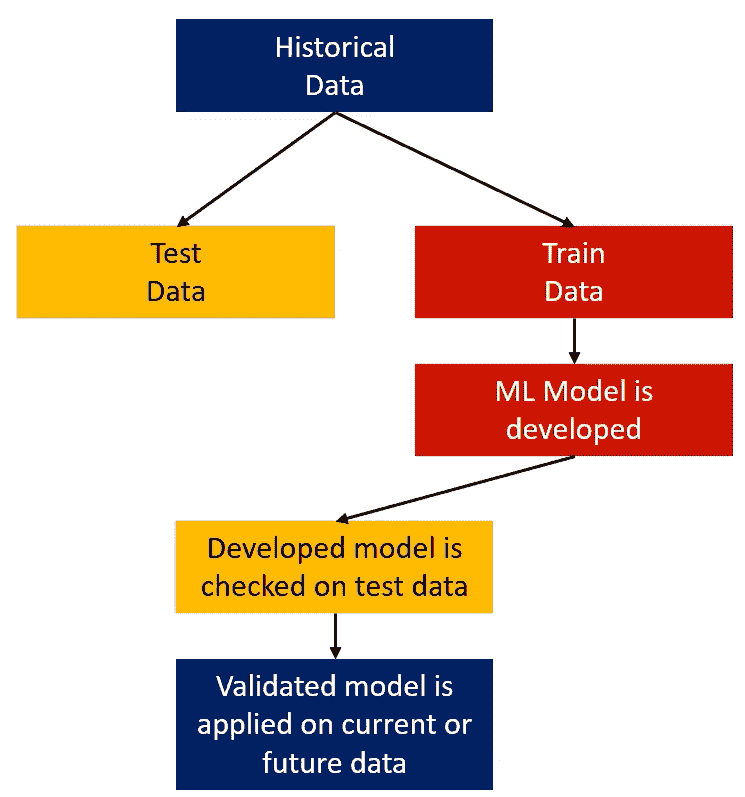 Historical
Data
Test
Data
Train
Data
ML Model is
developed
Developed model is
checked on test data
Validated model is
applied on current or
future data